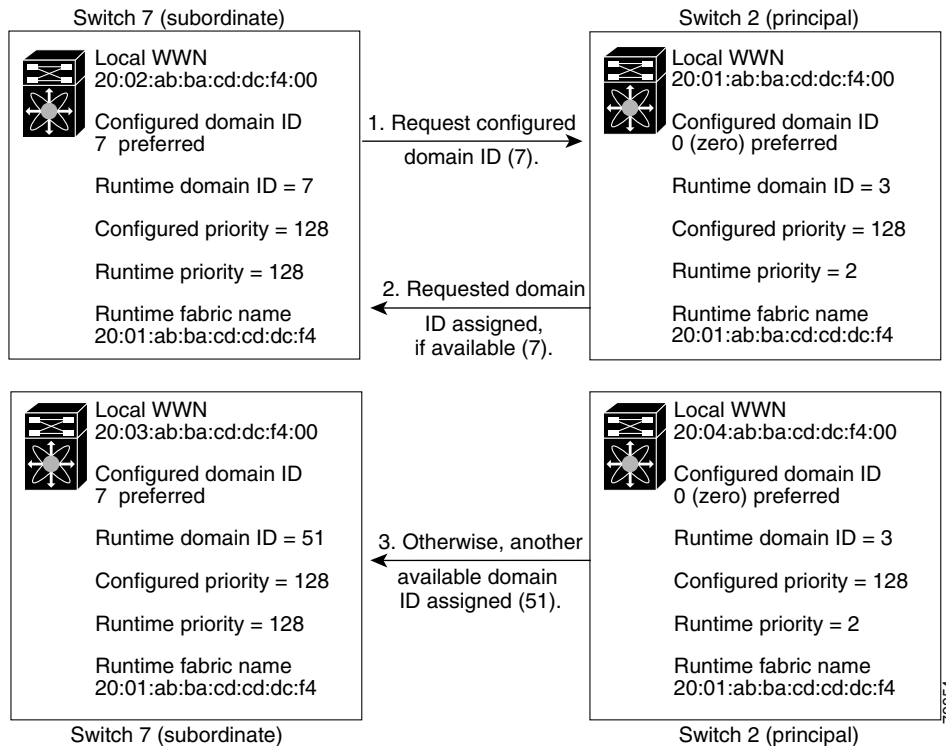 Switch 7 (subordinate)
Switch 2 (principal)
Local WWN
20:02:ab:ba:cd:dc:f4:00
Configured domain ID
7 preferred
Runtime domain ID = 7
Configured priority = 128
Runtime priority = 128
Runtime fabric name
20:01:ab:ba:cd:cd:dc:f4
1. Request configured
domain ID (7).
2. Requested domain
ID assigned,
if available (7).
Local WWN
20:01:ab:ba:cd:dc:f4:00
Configured domain ID
0 (zero) preferred
Runtime domain ID = 3
Configured priority = 128
Runtime priority = 2
Runtime fabric name
20:01:ab:ba:cd:cd:dc:f4
Local WWN
20:03:ab:ba:cd:dc:f4:00
Configured domain ID
7 preferred
Runtime domain ID = 51
Configured priority = 128
Runtime priority = 128
Runtime fabric name
20:01:ab:ba:cd:cd:dc:f4
3. Otherwise, another
available domain
ID assigned (51).
Local WWN
20:04:ab:ba:cd:dc:f4:00
Configured domain ID
0 (zero) preferred
Runtime domain ID = 3
Configured priority = 128
Runtime priority = 2
Runtime fabric name
20:01:ab:ba:cd:cd:dc:f4
Switch 7 (subordinate)
Switch 2 (principal)